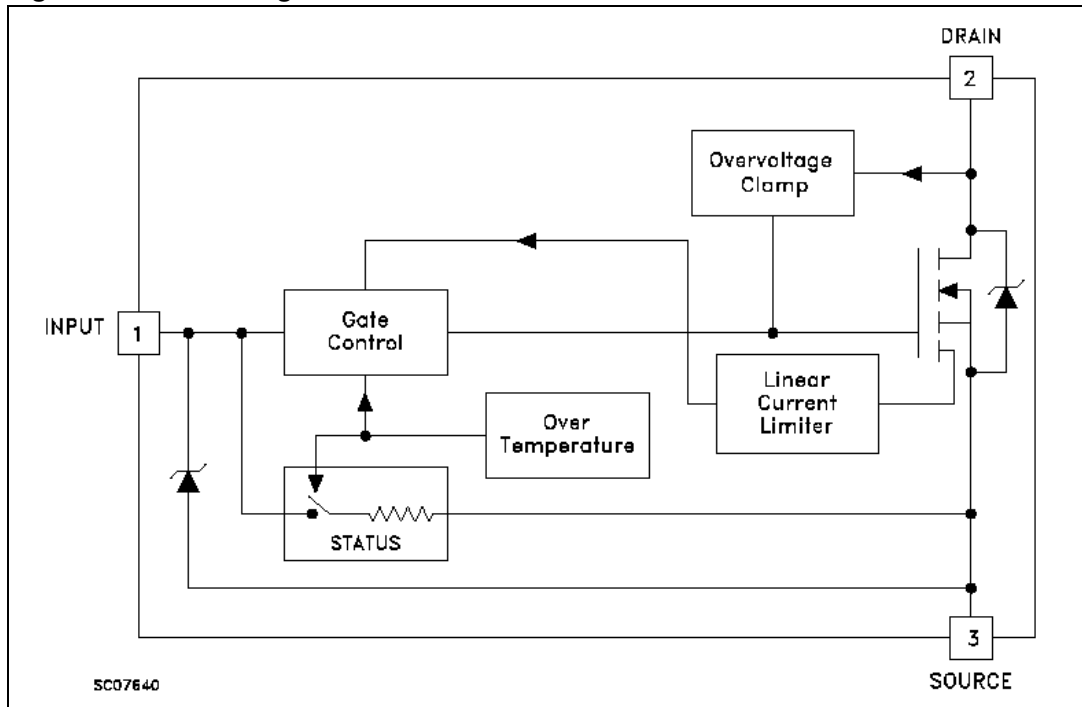 DRAIN
2
Overvoltage
Clamp
INPUT
1
Gate
Control
Linear
Current
Limiter
Over
Temperature
STATUS
3
SOURCE
SC07640